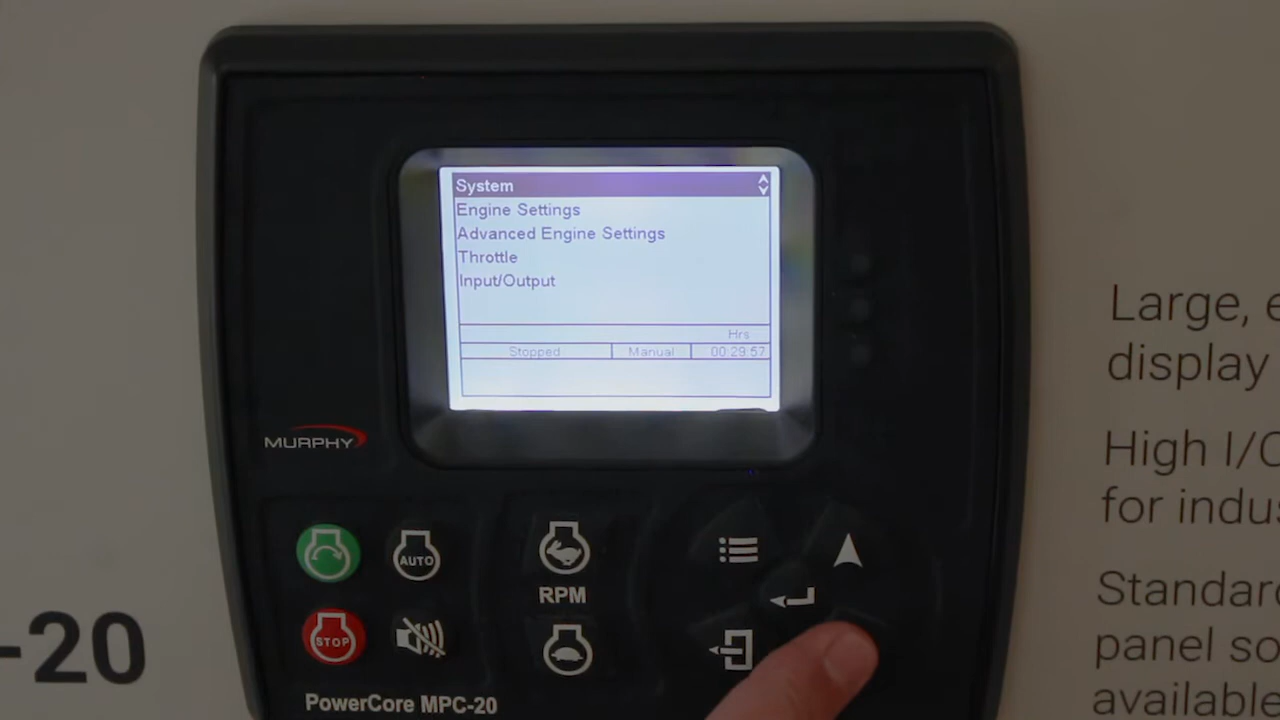 System
Engine Settings
Advanced Engine Settings
Throttle
Input/Output
Hrs
Stopped Manual 00:29:57
MURPHY
AUTO
RPM
STOP
PowerCore MPC-20
-20
Large, e
display
High I/O
for indus
Standard
panel so
available